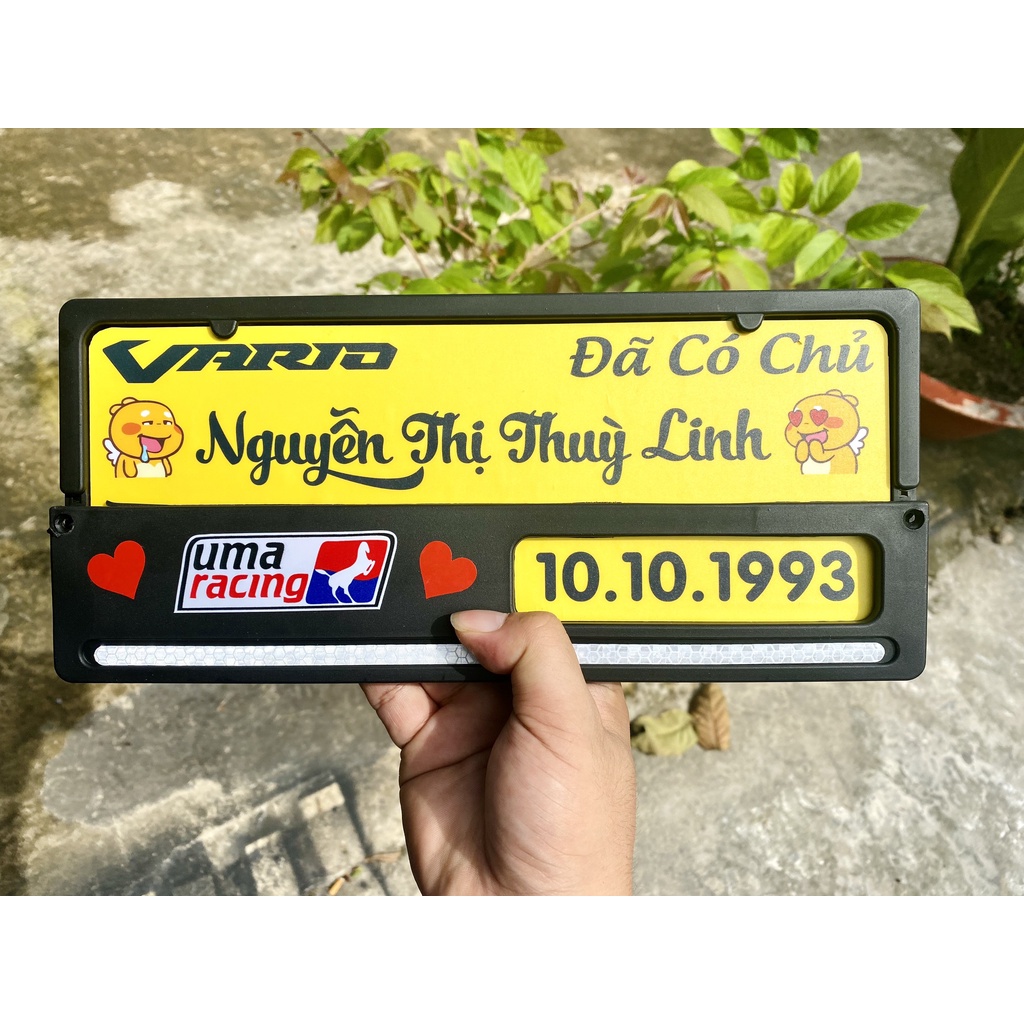 VARIO
Đã Có Chủ
Nguyễn Thị Thuỳ Linh
uma
racing
10.10.1993